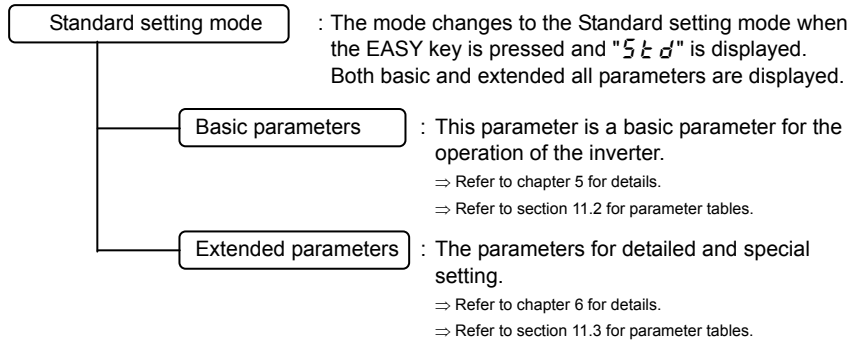 Standard setting mode : The mode changes to the Standard setting mode when
the EASY key is pressed and "Std" is displayed.
Both basic and extended all parameters are displayed.
Basic parameters : This parameter is a basic parameter for the
operation of the inverter.
⇒ Refer to chapter 5 for details.
⇒ Refer to section 11.2 for parameter tables.
Extended parameters : The parameters for detailed and special
setting.
⇒ Refer to chapter 6 for details.
⇒ Refer to section 11.3 for parameter tables.